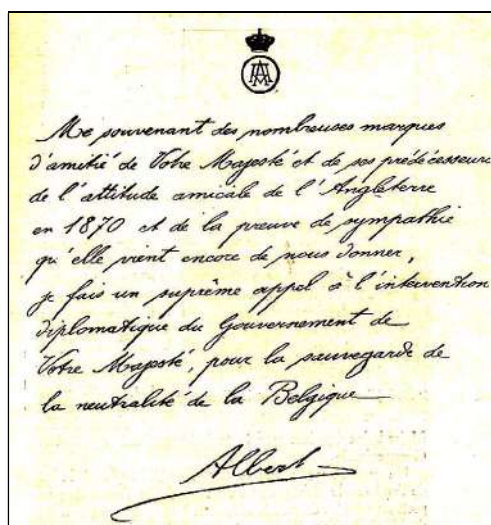 Me souvenant des nombreuses marques
d'amitié de Votre Majesté et de ses prédécesseurs
de l'attitude amicale de l'Angleterre
en 1870 et de la preuve de sympathie
qu'elle vient encore de nous donner,
je fais un suprême appel à l'intervention
diplomatique du Gouvernement de
Votre Majesté, pour la sauvegarde de
la neutralité de la Belgique
Albert